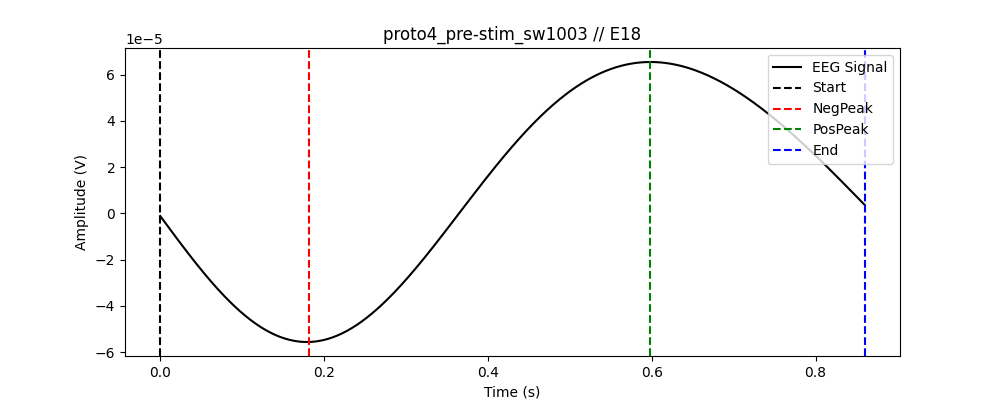 proto4_pre-stim_sw1003 // E18
1e−5
6
4
2
0
−2
−4
−6
Amplitude (V)
0.0 0.2 0.4 0.6 0.8
Time (s)
EEG Signal
Start
NegPeak
PosPeak
End